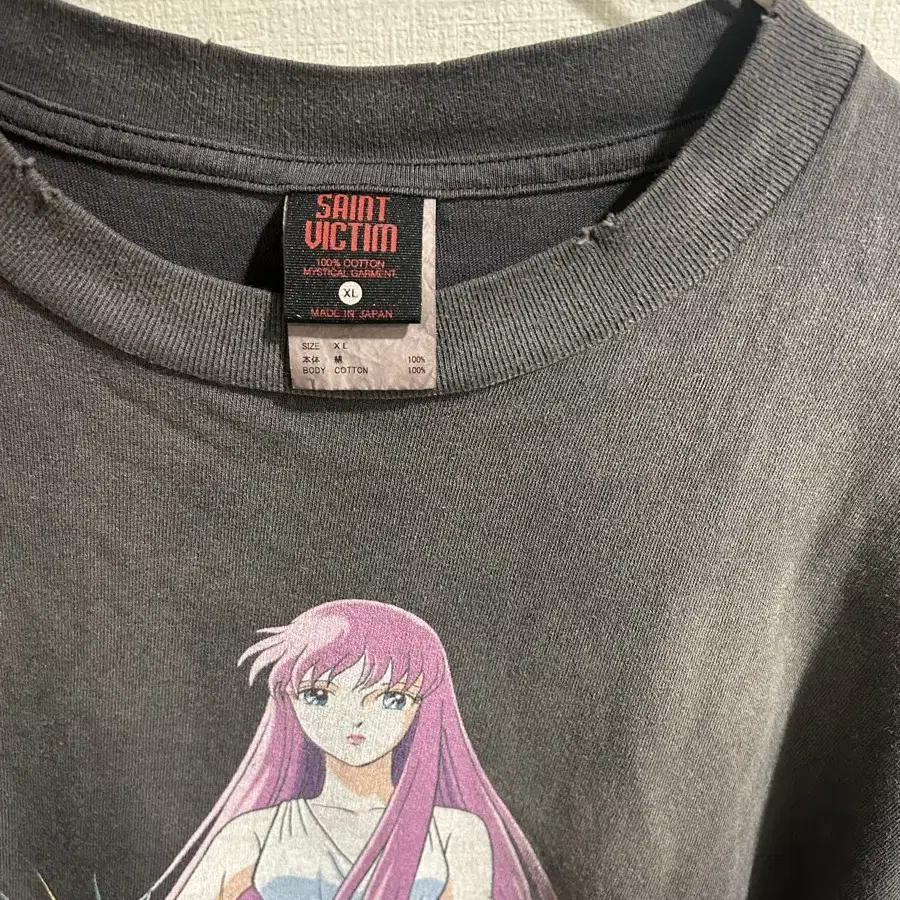 SAINT
VICTIM
100% COTTON
MYSTICAL GARMENT
XL
MADE IN JAPAN
SIZE XL
本体 綿 100%
BODY COTTON 100%